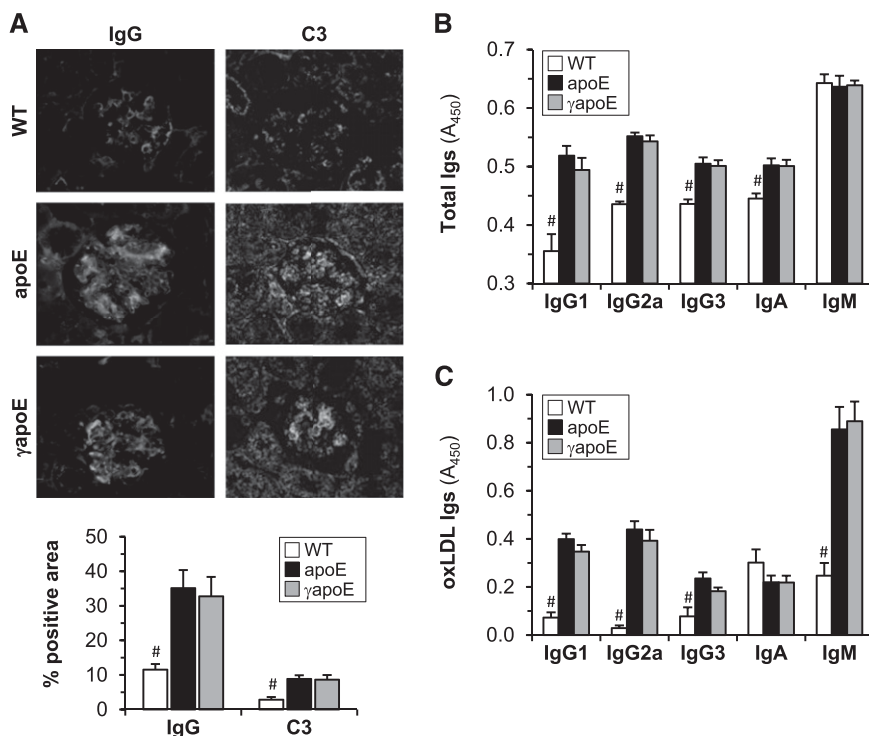 A
IgG C3
WT
apoE
γapoE
% positive area
50
40
30
20
10
0
WT
apoE
γapoE
# #
IgG C3
B
Total Igs (A450)
0.7
0.6
0.5
0.4
0.3
WT
apoE
γapoE
# # # #
IgG1 IgG2a IgG3 IgA IgM
C
oxLDL Igs (A450)
1.0
0.8
0.6
0.4
0.2
0.0
WT
apoE
γapoE
# # # #
IgG1 IgG2a IgG3 IgA IgM